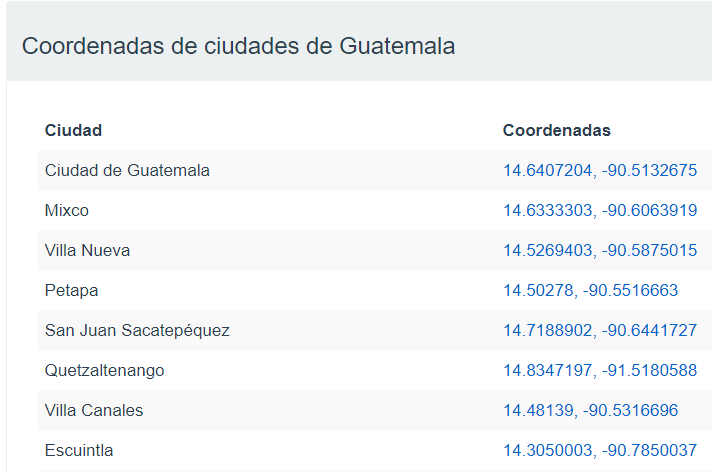 Coordenadas de ciudades de Guatemala
Ciudad Coordenadas
Ciudad de Guatemala 14.6407204, -90.5132675
Mixco 14.6333303, -90.6063919
Villa Nueva 14.5269403, -90.5875015
Petapa 14.50278, -90.5516663
San Juan Sacatepéquez 14.7188902, -90.6441727
Quetzaltenango 14.8347197, -91.5180588
Villa Canales 14.48139, -90.5316696
Escuintla 14.3050003, -90.7850037